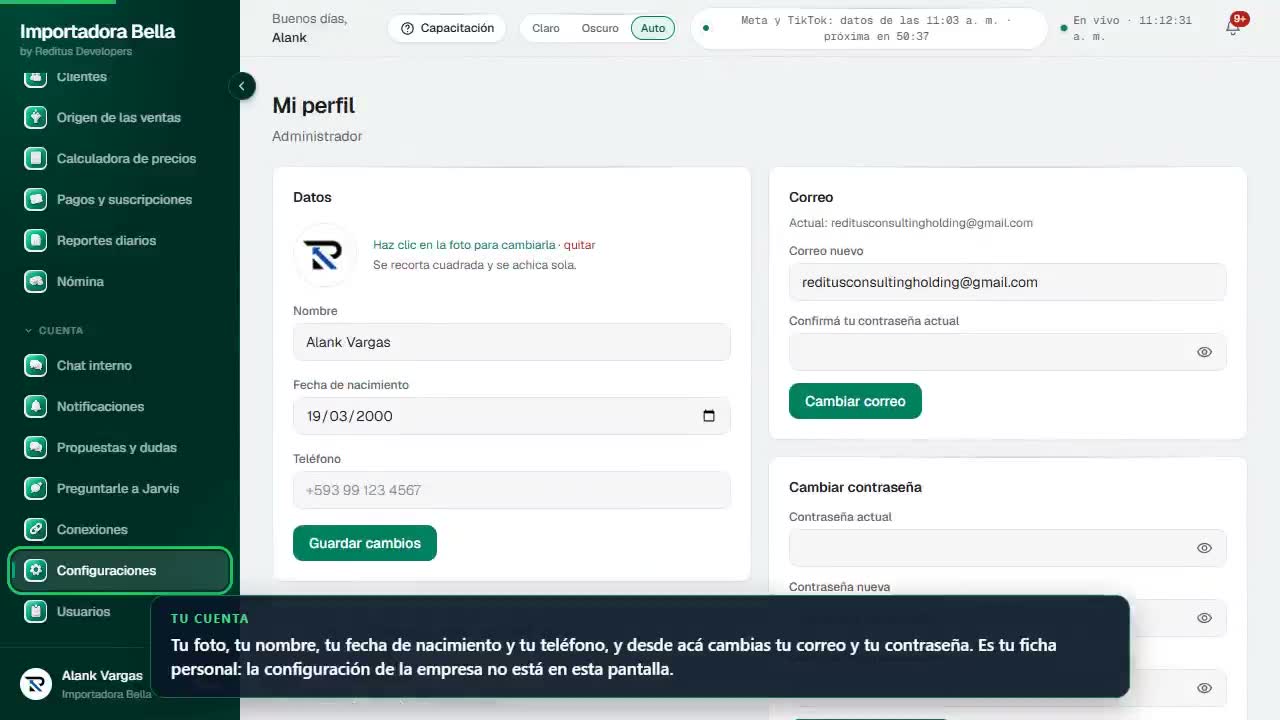 Importadora Bella
by Reditus Developers
Clientes
Origen de las ventas
Calculadora de precios
Pagos y suscripciones
Reportes diarios
Nómina
CUENTA
Chat interno
Notificaciones
Propuestas y dudas
Preguntarle a Jarvis
Conexiones
Configuraciones
Usuarios
Alank Vargas
Importadora Bella
Buenos días,
Alank
Capacitación
Claro
Oscuro
Auto
Meta y TikTok: datos de las 11:03 a. m. ·
próxima en 50:37
En vivo · 11:12:31
a. m.
9+
Mi perfil
Administrador
Datos
Haz clic en la foto para cambiarla · quitar
Se recorta cuadrada y se achica sola.
Nombre
Alank Vargas
Fecha de nacimiento
19/03/2000
Teléfono
+593 99 123 4567
Guardar cambios
Correo
Actual: reditusconsultingholding@gmail.com
Correo nuevo
reditusconsultingholding@gmail.com
Confirmá tu contraseña actual
Cambiar correo
Cambiar contraseña
Contraseña actual
Contraseña nueva
TU CUENTA
Tu foto, tu nombre, tu fecha de nacimiento y tu teléfono, y desde acá cambias tu correo y tu contraseña. Es tu ficha
personal: la configuración de la empresa no está en esta pantalla.